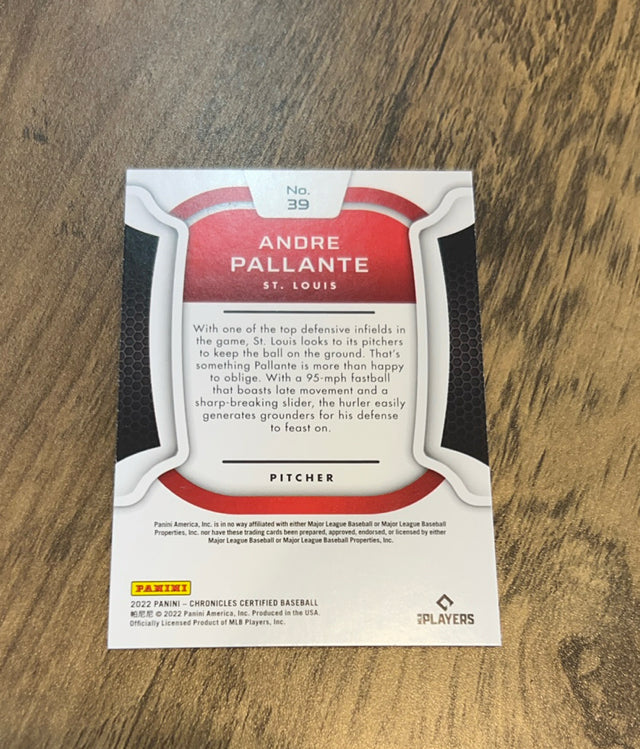 No.
39
ANDRE
PALLANTE
ST. LOUIS
With one of the top defensive infields in
the game, St. Louis looks to its pitchers
to keep the ball on the ground. That's
something Pallante is more than happy
to oblige. With a 95-mph fastball
that boasts late movement and a
sharp-breaking slider, the hurler easily
generates grounders for his defense
to feast on.
PITCHER
Panini America, Inc. is in no way affiliated with either Major League Baseball or Major League Baseball
Properties, Inc. nor have these trading cards been prepared, approved, endorsed, or licensed by either
Major League Baseball or Major League Baseball Properties, Inc.
PANINI
2022 PANINI – CHRONICLES CERTIFIED BASEBALL
帕尼尼 © 2022 Panini America, Inc. Produced in the USA.
Officially Licensed Product of MLB Players, Inc.
MLB PLAYERS